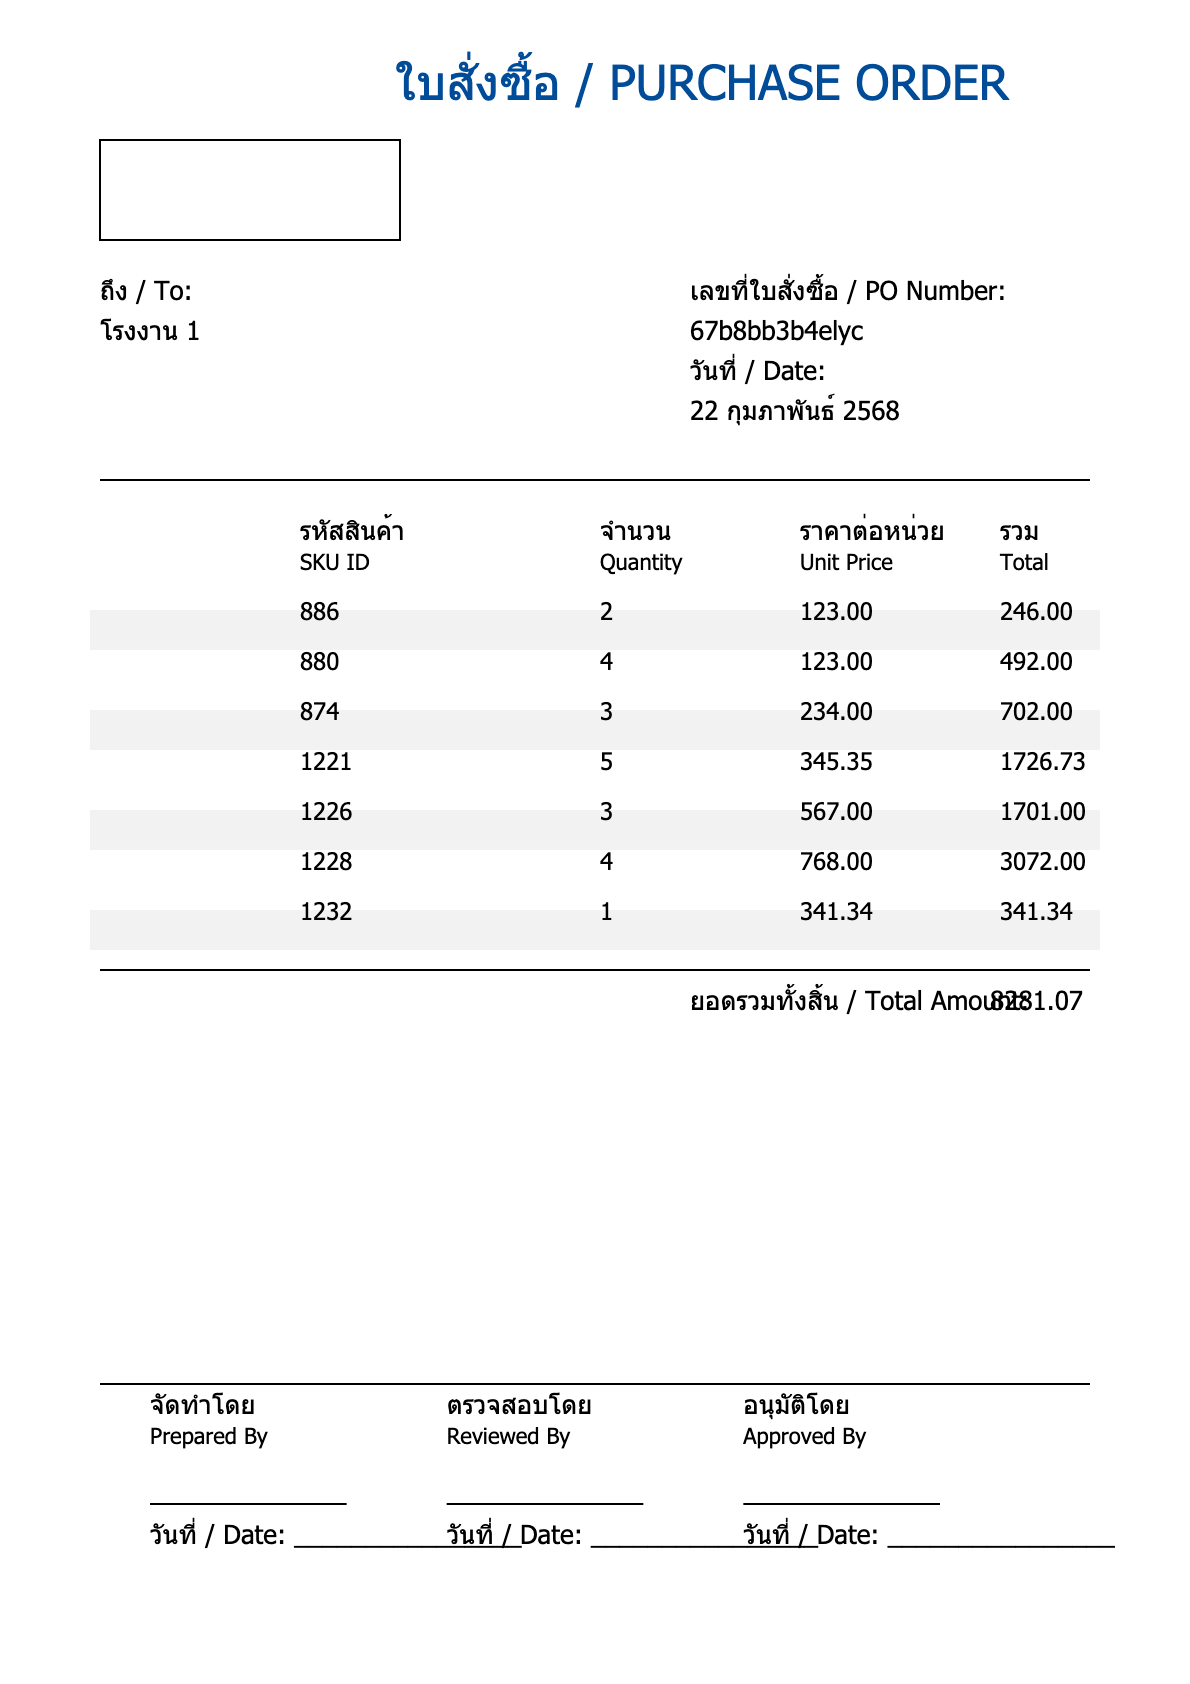 ใบสั่งซื้อ / PURCHASE ORDER
ถึง / To:
โรงงาน 1
เลขที่ใบสั่งซื้อ / PO Number:
67b8bb3b4elyc
วันที่ / Date:
22 กุมภาพันธ์ 2568
รหัสสินค้า จำนวน ราคาต่อหน่วย รวม
SKU ID Quantity Unit Price Total
886 2 123.00 246.00
880 4 123.00 492.00
874 3 234.00 702.00
1221 5 345.35 1726.73
1226 3 567.00 1701.00
1228 4 768.00 3072.00
1232 1 341.34 341.34
ยอดรวมทั้งสิ้น / Total Amount: 8281.07
จัดทำโดย ตรวจสอบโดย อนุมัติโดย
Prepared By Reviewed By Approved By
วันที่ / Date: ________________ วันที่ / Date: ________________ วันที่ / Date: ________________